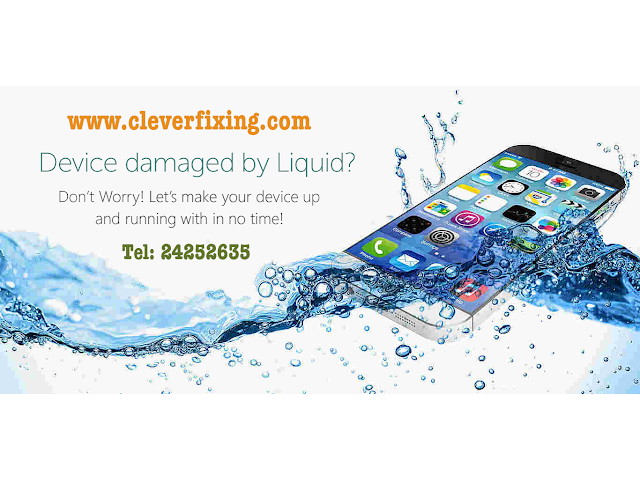 www.cleverfixing.com
Device damaged by Liquid?
Don't Worry! Let's make your device up
and running with in no time!
Tel: 24252635